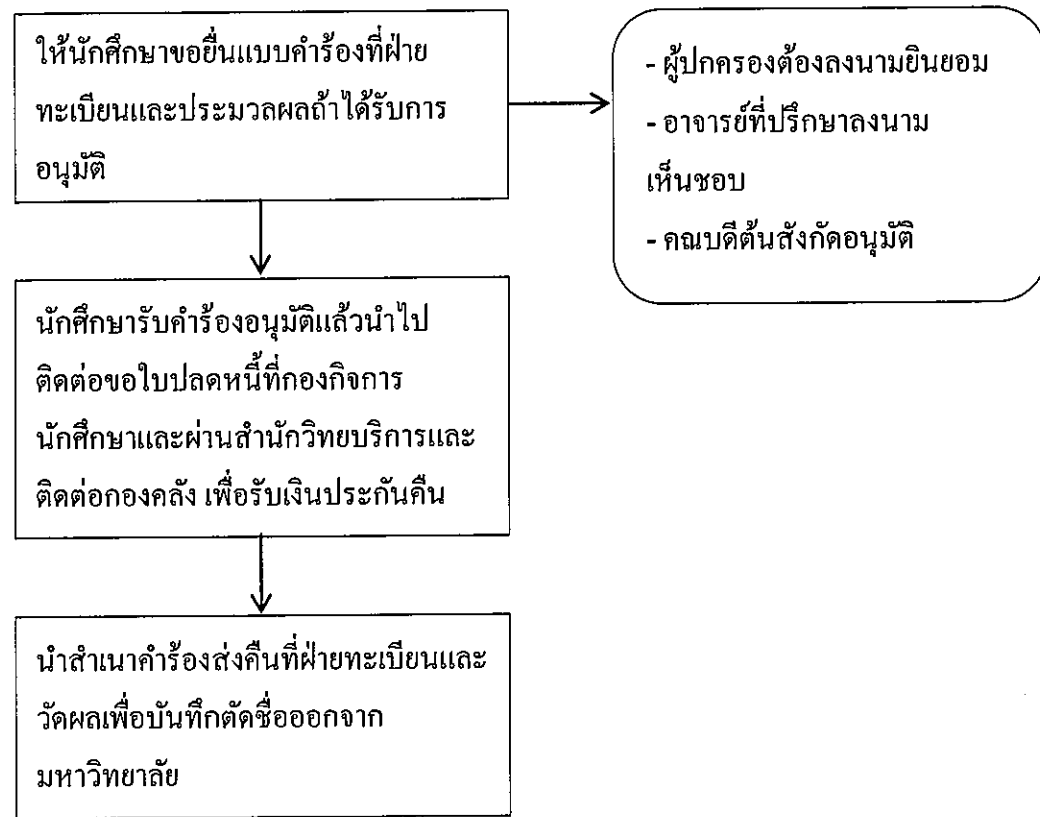 ให้นักศึกษาขอยื่นแบบคำร้องที่ฝ่าย
ทะเบียนและประมวลผลถ้าได้รับการ
อนุมัติ
- ผู้ปกครองต้องลงนามยินยอม
- อาจารย์ที่ปรึกษาลงนาม
เห็นชอบ
- คณบดีต้นสังกัดอนุมัติ
นักศึกษารับคำร้องอนุมัติแล้วนำไป
ติดต่อขอใบปลดหนี้ที่กองกิจการ
นักศึกษาและผ่านสำนักวิทยบริการและ
ติดต่อกองคลัง เพื่อรับเงินประกันคืน
นำสำเนาคำร้องส่งคืนที่ฝ่ายทะเบียนและ
วัดผลเพื่อบันทึกตัดชื่อออกจาก
มหาวิทยาลัย